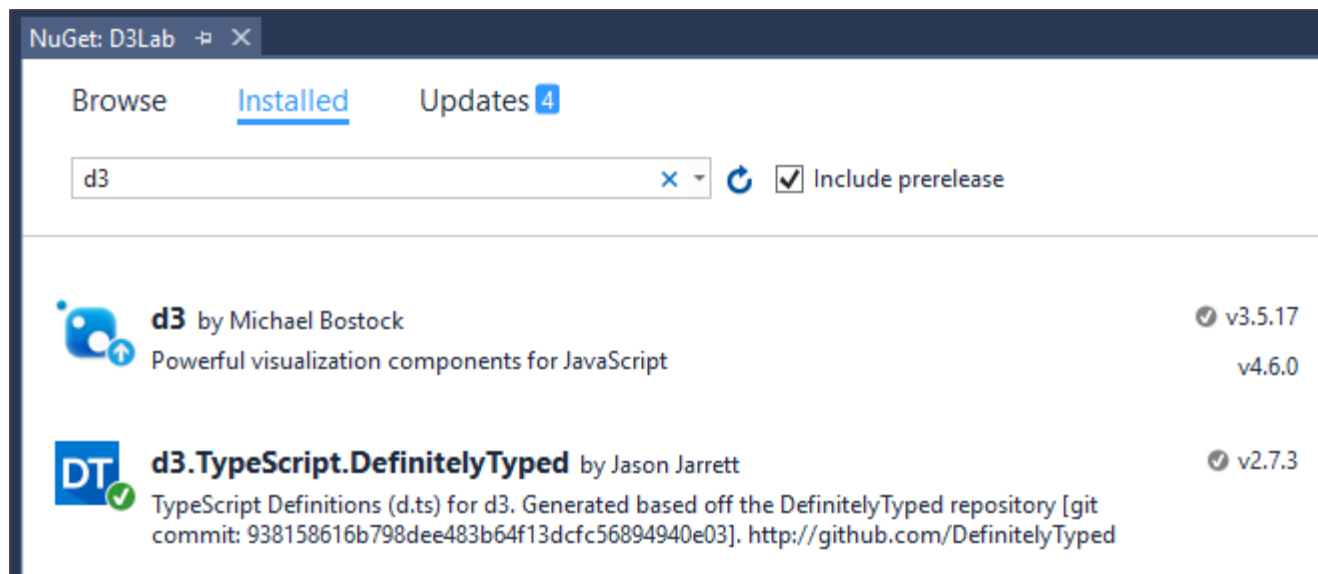 NuGet: D3Lab
Browse Installed Updates 4
d3 Include prerelease
d3 by Michael Bostock v3.5.17
Powerful visualization components for JavaScript v4.6.0
DT d3.TypeScript.DefinitelyTyped by Jason Jarrett v2.7.3
TypeScript Definitions (d.ts) for d3. Generated based off the DefinitelyTyped repository [git
commit: 938158616b798dee483b64f13dcfc56894940e03]. http://github.com/DefinitelyTyped